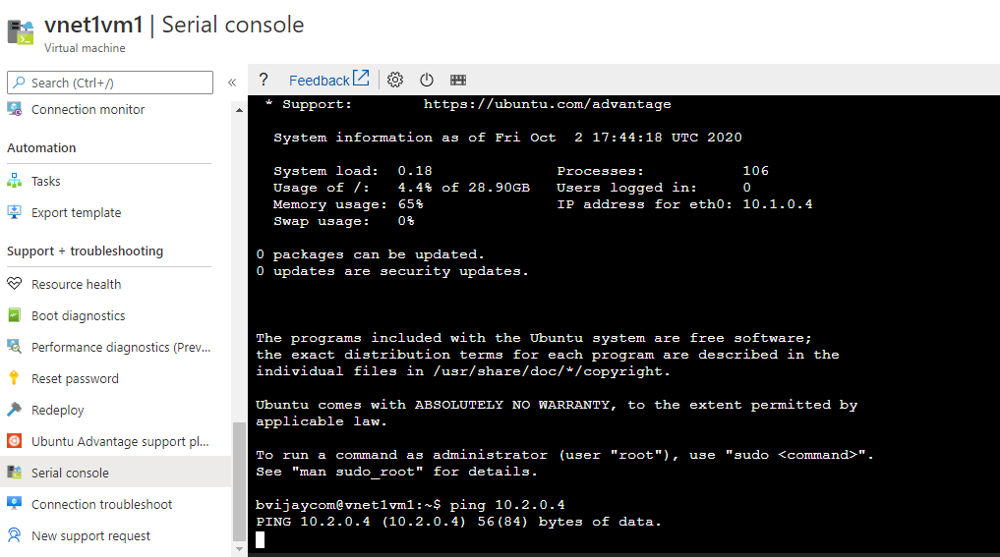 vnet1vm1 | Serial console
Virtual machine
Search (Ctrl+/)
«
Connection monitor
Automation
Tasks
Export template
Support + troubleshooting
Resource health
Boot diagnostics
Performance diagnostics (Prev...
Reset password
Redeploy
Ubuntu Advantage support pl...
Serial console
Connection troubleshoot
New support request
? Feedback
* Support: https://ubuntu.com/advantage
System information as of Fri Oct  2 17:44:18 UTC 2020
System load: 0.18 Processes: 106
Usage of /: 4.4% of 28.90GB Users logged in: 0
Memory usage: 65% IP address for eth0: 10.1.0.4
Swap usage: 0%
0 packages can be updated.
0 updates are security updates.
The programs included with the Ubuntu system are free software;
the exact distribution terms for each program are described in the
individual files in /usr/share/doc/*/copyright.
Ubuntu comes with ABSOLUTELY NO WARRANTY, to the extent permitted by
applicable law.
To run a command as administrator (user "root"), use "sudo <command>".
See "man sudo_root" for details.
bvijaycom@vnet1vm1:~$ ping 10.2.0.4
PING 10.2.0.4 (10.2.0.4) 56(84) bytes of data.